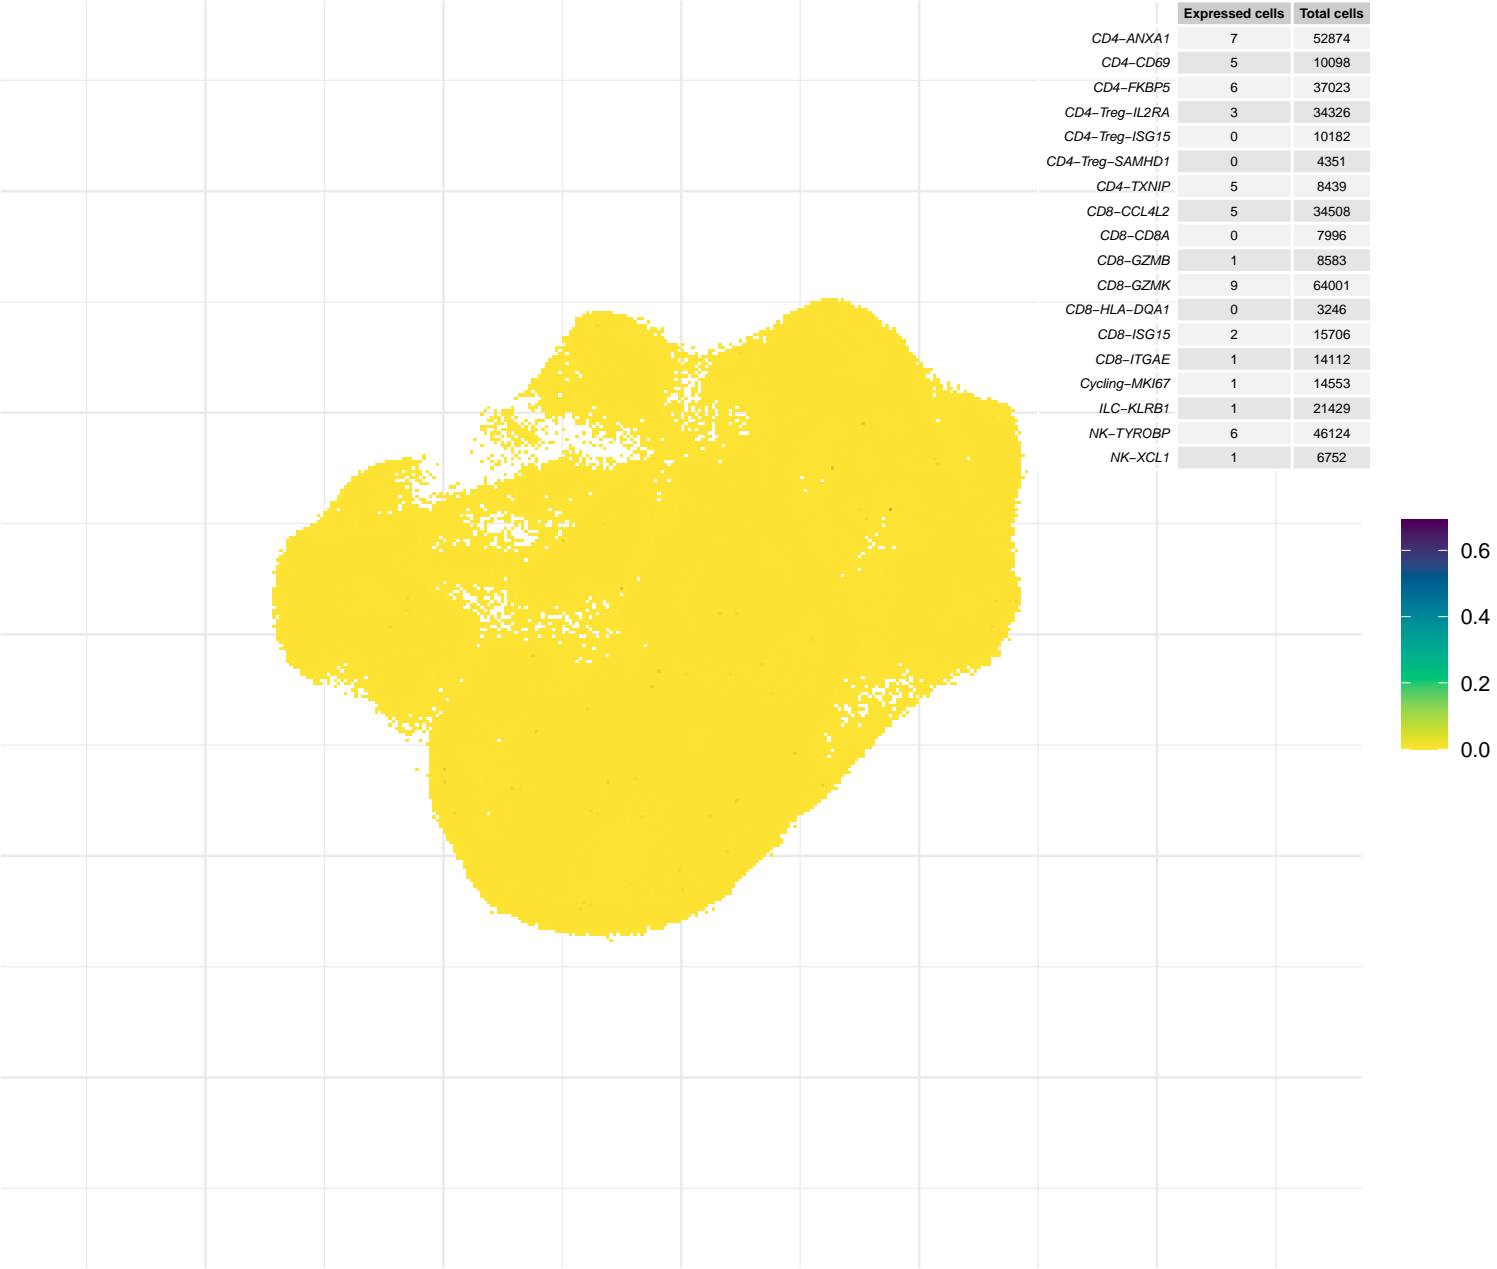 Expressed cells Total cells
CD4−ANXA1 7 52874
CD4−CD69 5 10098
CD4−FKBP5 6 37023
CD4−Treg−IL2RA 3 34326
CD4−Treg−ISG15 0 10182
CD4−Treg−SAMHD1 0 4351
CD4−TXNIP 5 8439
CD8−CCL4L2 5 34508
CD8−CD8A 0 7996
CD8−GZMB 1 8583
CD8−GZMK 9 64001
CD8−HLA−DQA1 0 3246
CD8−ISG15 2 15706
CD8−ITGAE 1 14112
Cycling−MKI67 1 14553
ILC−KLRB1 1 21429
NK−TYROBP 6 46124
NK−XCL1 1 6752
0.6
0.4
0.2
0.0